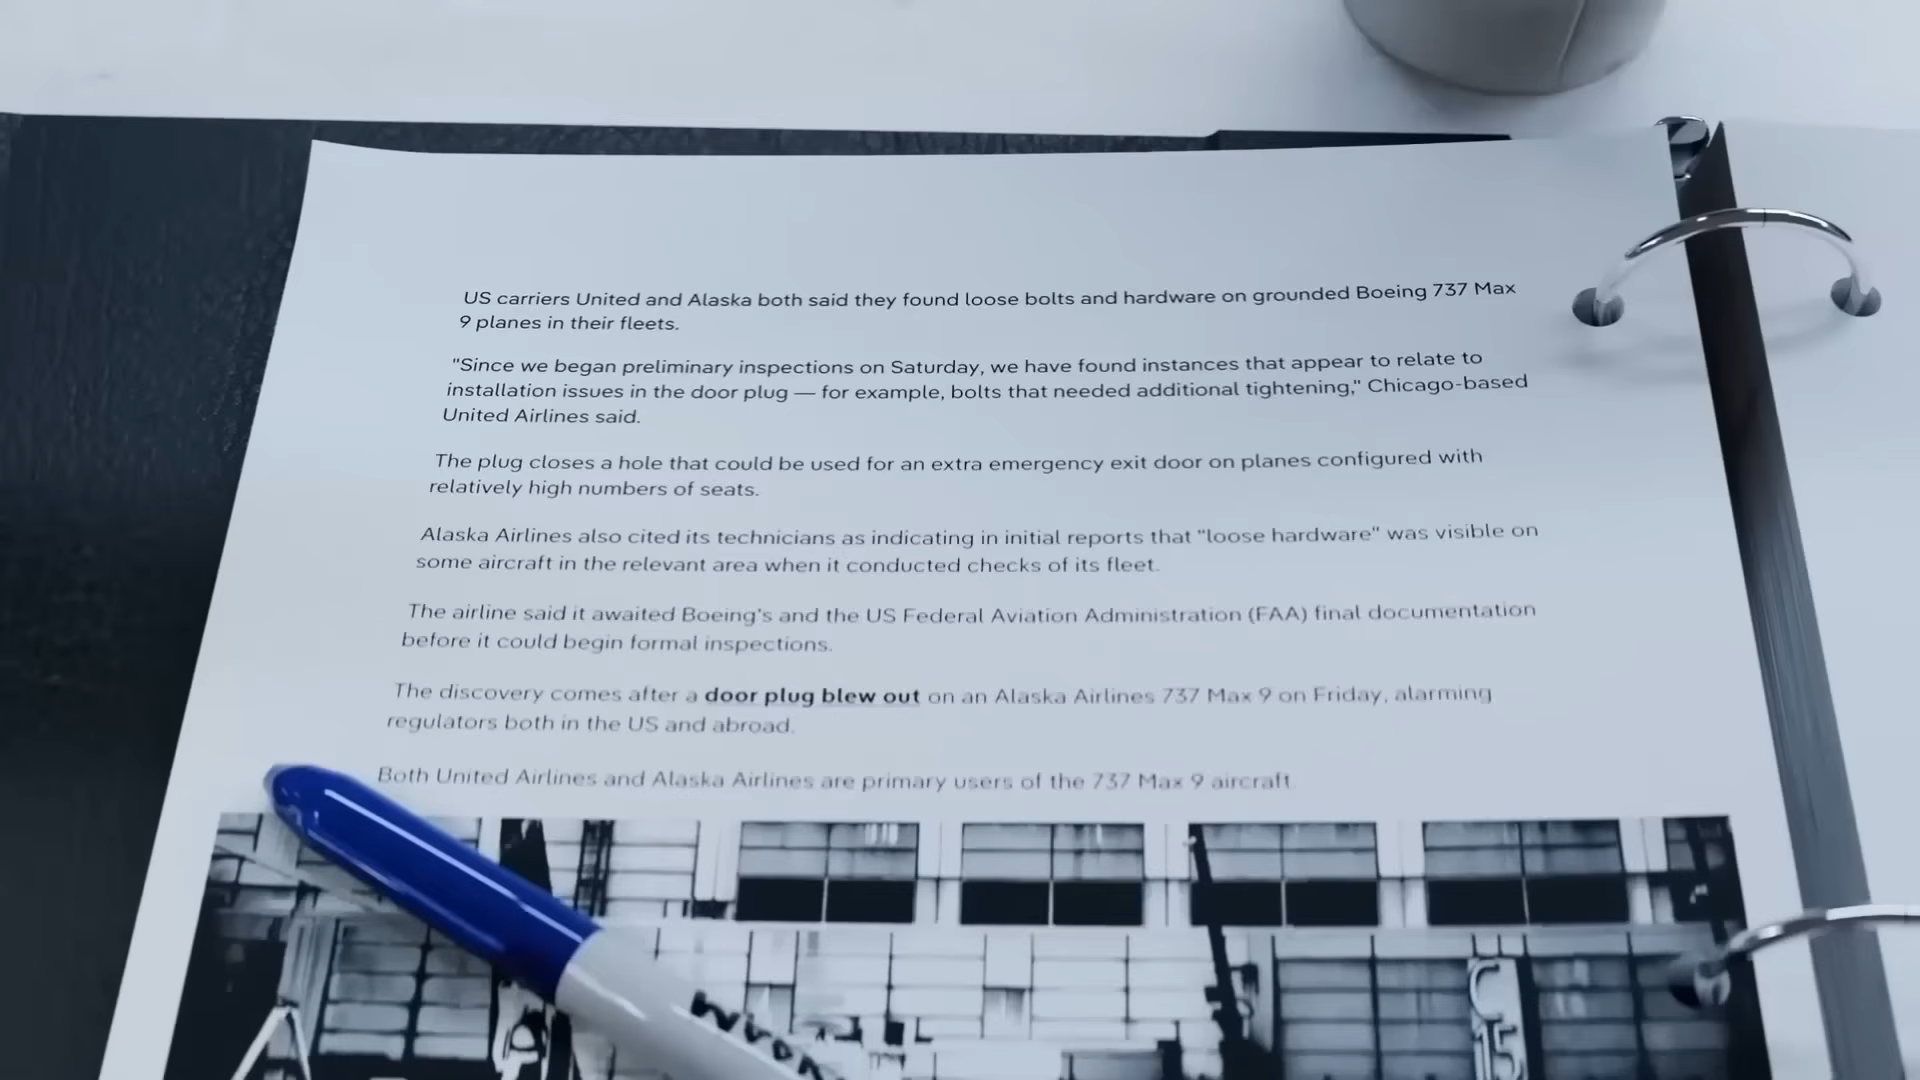 US carriers United and Alaska both said they found loose bolts and hardware on grounded Boeing 737 Max
9 planes in their fleets.
"Since we began preliminary inspections on Saturday, we have found instances that appear to relate to
installation issues in the door plug — for example, bolts that needed additional tightening," Chicago-based
United Airlines said.
The plug closes a hole that could be used for an extra emergency exit door on planes configured with
relatively high numbers of seats.
Alaska Airlines also cited its technicians as indicating in initial reports that "loose hardware" was visible on
some aircraft in the relevant area when it conducted checks of its fleet.
The airline said it awaited Boeing's and the US Federal Aviation Administration (FAA) final documentation
before it could begin formal inspections.
The discovery comes after a door plug blew out on an Alaska Airlines 737 Max 9 on Friday, alarming
regulators both in the US and abroad.
Both United Airlines and Alaska Airlines are primary users of the 737 Max 9 aircraft
C
15